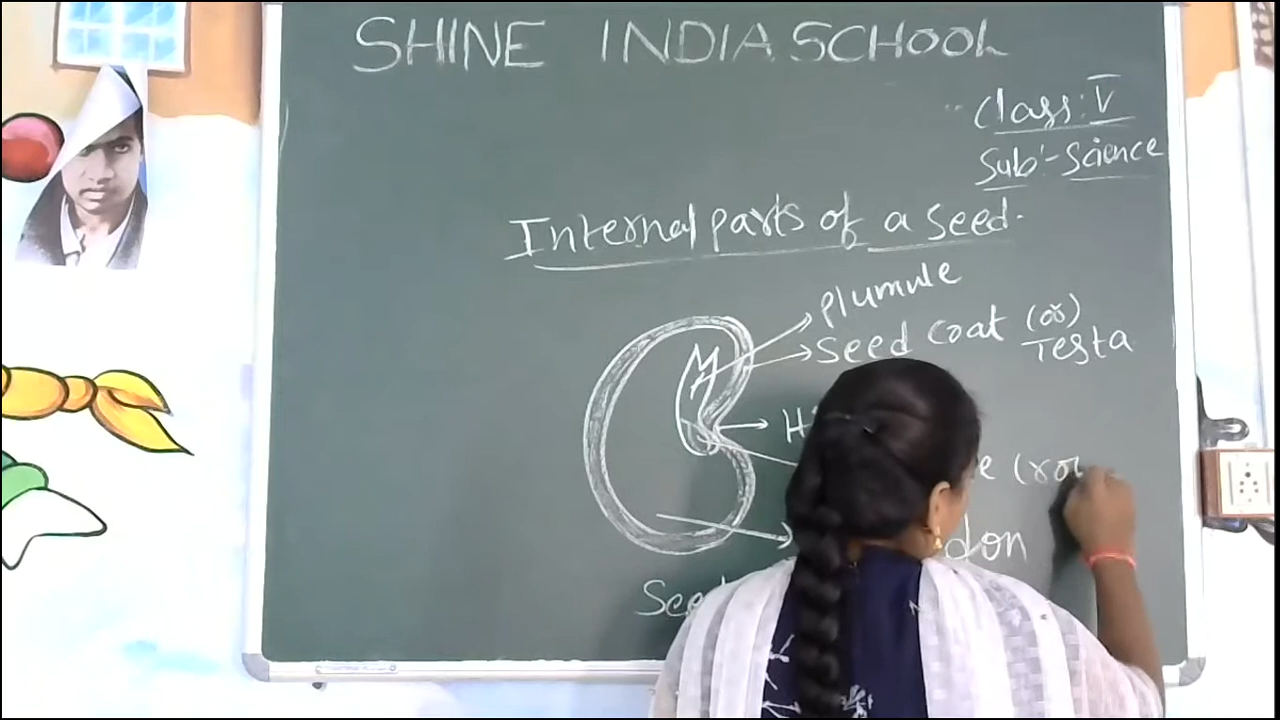 SHINE INDIA SCHOOL
Class: V
Sub:- Science
Internal parts of a seed.
plumule
Seed coat (or)
Testa